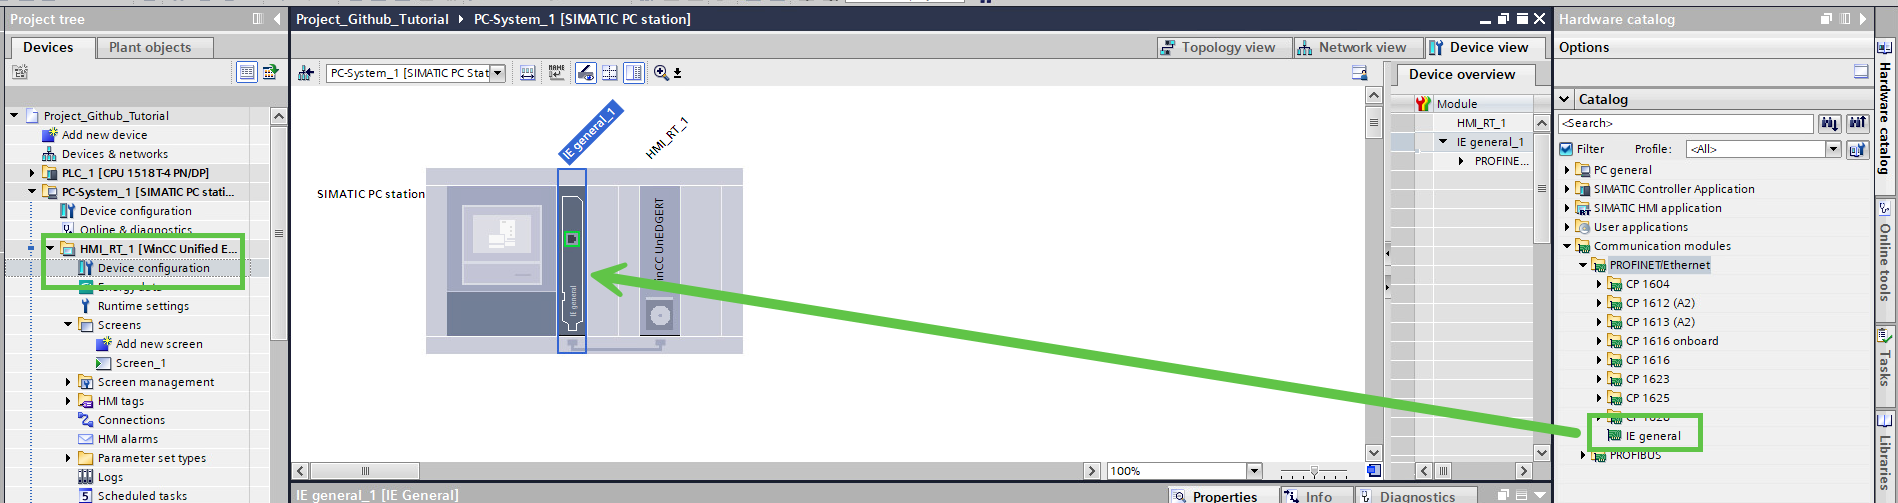 Project tree
Devices
Plant objects
Project_Github_Tutorial
Add new device
Devices & networks
PLC_1 [CPU 1518T-4 PN/DP]
PC-System_1 [SIMATIC PC stati...
Device configuration
Online & diagnostics
HMI_RT_1 [WinCC Unified E...
Device configuration
Energy data
Runtime settings
Screens
Add new screen
Screen_1
Screen management
HMI tags
Connections
HMI alarms
Parameter set types
Logs
Scheduled tasks
Project_Github_Tutorial PC-System_1 [SIMATIC PC station]
Topology view
Network view
Device view
PC-System_1 [SIMATIC PC Stat
NAME
IE general_1
HMI_RT_1
SIMATIC PC station
IE general
WinCC UnEDGERT
100%
IE general_1 [IE General]
Properties
Info
Diagnostics
Device overview
Module
HMI_RT_1
IE general_1
PROFINE...
Hardware catalog
Options
Catalog
<Search>
Filter
Profile:
<All>
PC general
SIMATIC Controller Application
SIMATIC HMI application
User applications
Communication modules
PROFINET/Ethernet
CP 1604
CP 1612 (A2)
CP 1613 (A2)
CP 1616 onboard
CP 1616
CP 1623
CP 1625
CP 1628
IE general
PROFIBUS
Hardware catalog
Online tools
Tasks
Libraries